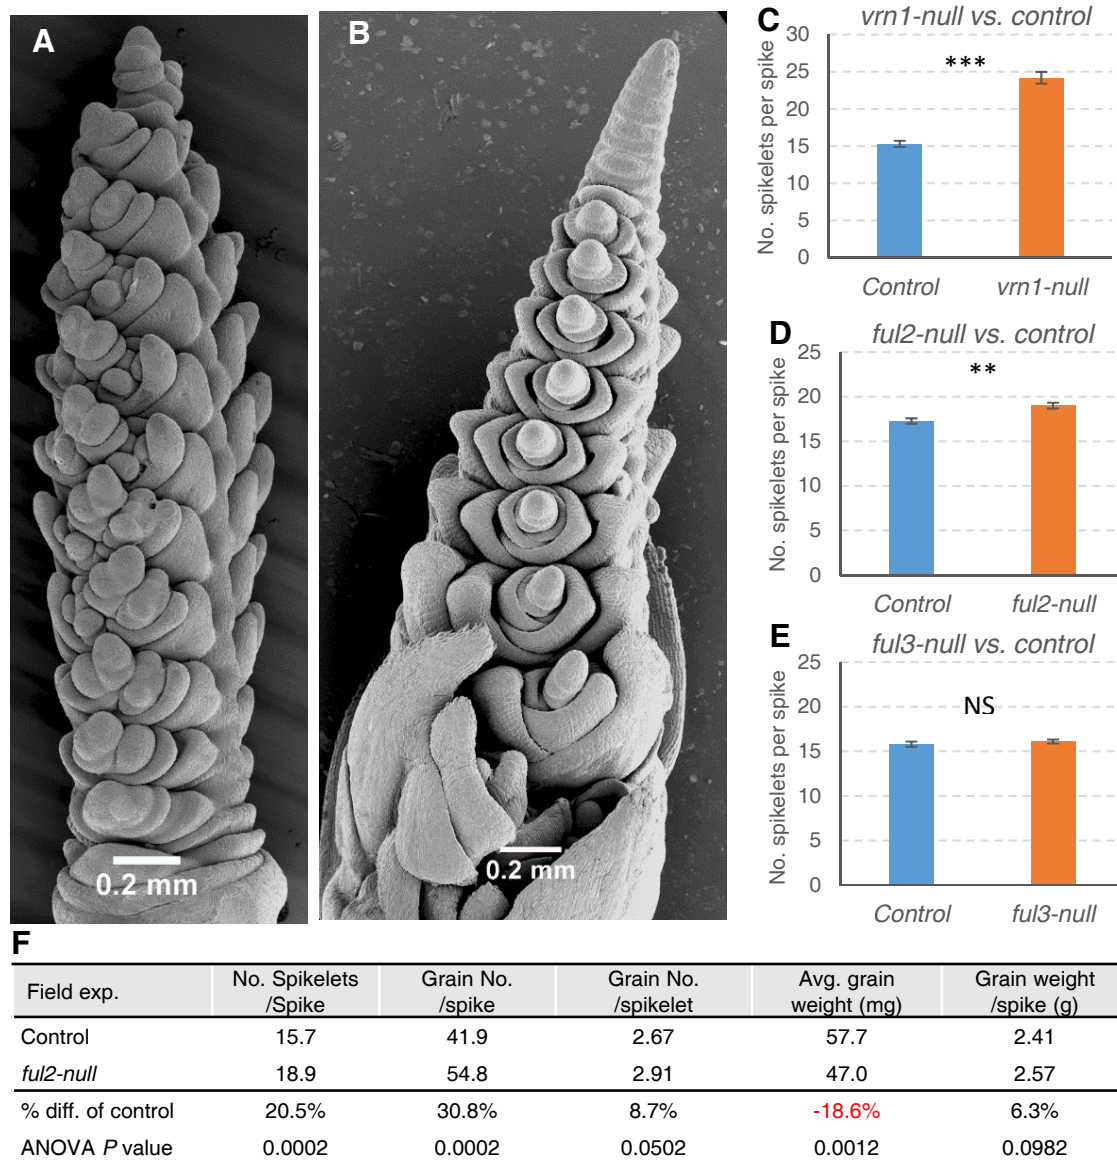 A
0.2 mm
B
0.2 mm
C
vrn1-null vs. control
No. spikelets per spike
30
25
20
15
10
5
0
***
Control vrn1-null
D
ful2-null vs. control
No. spikelets per spike
25
20
15
10
5
0
**
Control ful2-null
E
ful3-null vs. control
No. spikelets per spike
25
20
15
10
5
0
NS
Control ful3-null
F
Field exp. No. Spikelets /Spike Grain No. /spike Grain No. /spikelet Avg. grain weight (mg) Grain weight /spike (g)
Control 15.7 41.9 2.67 57.7 2.41
ful2-null 18.9 54.8 2.91 47.0 2.57
% diff. of control 20.5% 30.8% 8.7% -18.6% 6.3%
ANOVA P value 0.0002 0.0002 0.0502 0.0012 0.0982